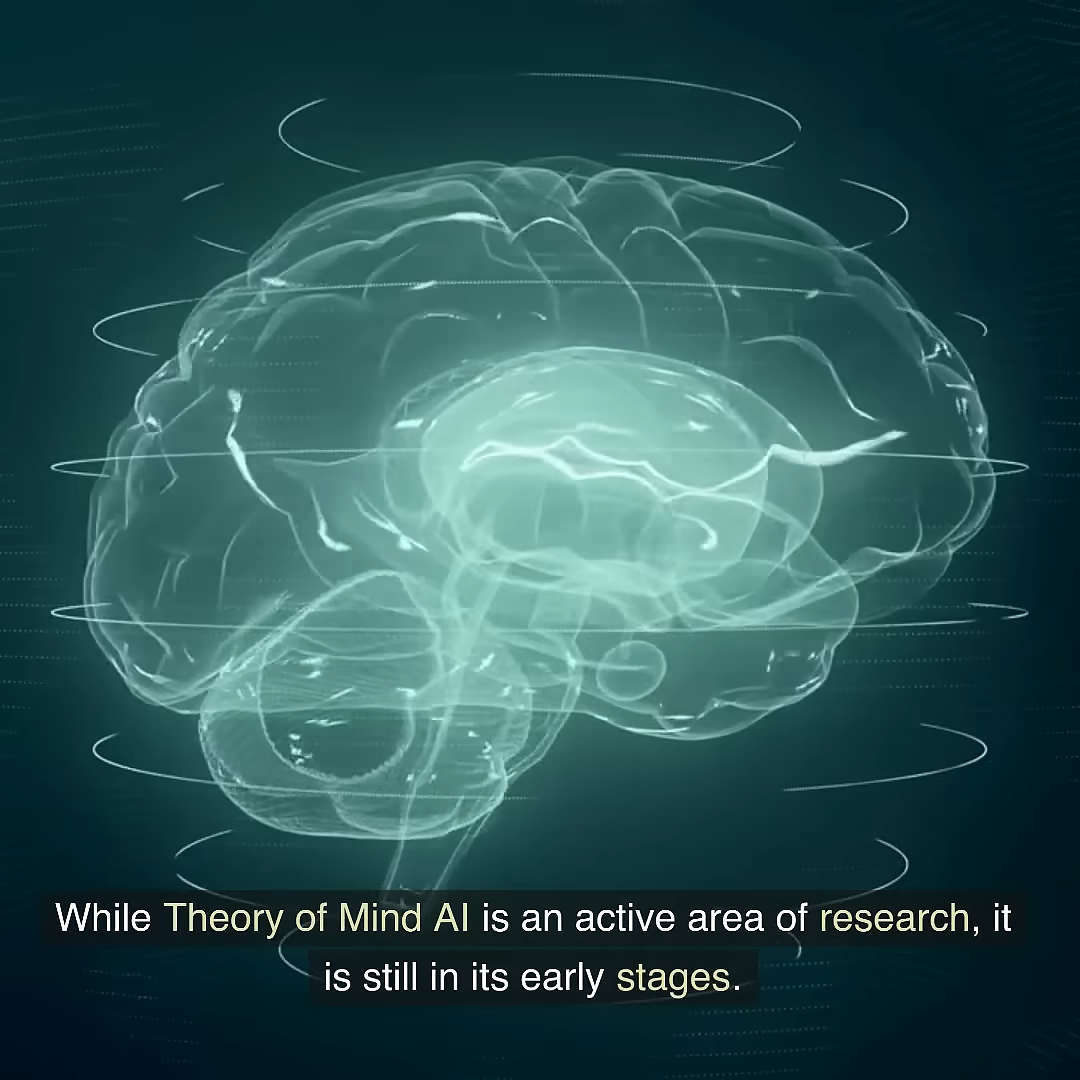 While Theory of Mind AI is an active area of research, it
is still in its early stages.